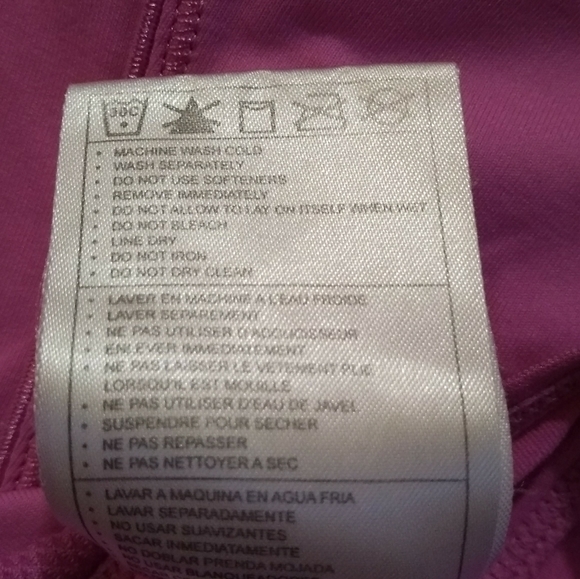 30C
• MACHINE WASH COLD
• WASH SEPARATELY
• DO NOT USE SOFTENERS
• REMOVE IMMEDIATELY
• DO NOT ALLOW TO LAY ON ITSELF WHEN WET
• DO NOT BLEACH
• LINE DRY
• DO NOT IRON
• DO NOT DRY CLEAN
• LAVER EN MACHINE A L'EAU FROIDE
• LAVER SEPAREMENT
• NE PAS UTILISER D'ADOUCISSEUR
• ENLEVER IMMEDIATEMENT
• NE PAS LAISSER LE VETEMENT PLIE
LORSQU'IL EST MOUILLE
• NE PAS UTILISER D'EAU DE JAVEL
• SUSPENDRE POUR SECHER
• NE PAS REPASSER
• NE PAS NETTOYER A SEC
• LAVAR A MAQUINA EN AGUA FRIA
• LAVAR SEPARADAMENTE
• NO USAR SUAVIZANTES
SACAR INMEDIATAMENTE
NO DOBLAR PRENDA MOJADA
NO USAR